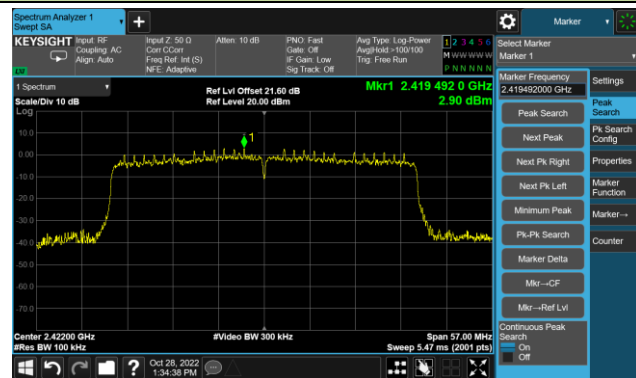 Spectrum Analyzer 1
Swept SA
Marker
KEYSIGHT
Input: RF
Coupling: AC
Align: Auto
Input Z: 50 Ω
Corr CCorr
Freq Ref: Int (S)
NFE: Adaptive
Atten: 10 dB
PNO: Fast
Gate: Off
IF Gain: Low
Sig Track: Off
Avg Type: Log-Power
Avg|Hold:>100/100
Trig: Free Run
1 2 3 4 5 6
M W W W W W
P N N N N N
Select Marker
Marker 1
1 Spectrum
Scale/Div 10 dB
Log
Ref Lvl Offset 21.60 dB
Ref Level 20.00 dBm
Mkr1 2.419 492 0 GHz
2.90 dBm
10.0
0.00
-10.0
-20.0
-30.0
-40.0
-50.0
-60.0
-70.0
1
Center 2.42200 GHz
#Res BW 100 kHz
#Video BW 300 kHz
Span 57.00 MHz
Sweep 5.47 ms (2001 pts)
Marker Frequency
2.419492000 GHz
Peak Search
Next Peak
Next Pk Right
Next Pk Left
Minimum Peak
Pk-Pk Search
Marker Delta
Mkr→CF
Mkr→Ref Lvl
Continuous Peak
Search
On
Off
Settings
Peak
Search
Pk Search
Config
Properties
Marker
Function
Marker→
Counter
Oct 28, 2022
1:34:38 PM